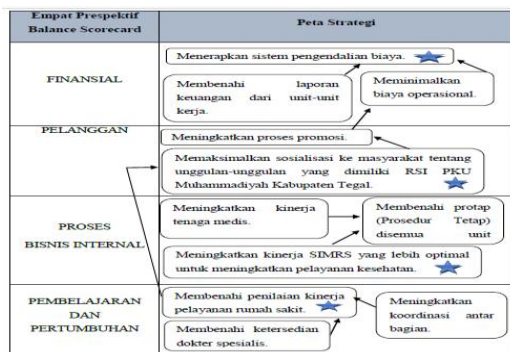 Empat Prespektif
Balance Scorecard
Peta Strategi
FINANSIAL
Menerapkan sistem pengendalian biaya.
Membenahi laporan
keuangan dari unit-unit
kerja.
Meminimalkan
biaya operasional.
PELANGGAN
Meningkatkan proses promosi.
Memaksimalkan sosialisasi ke masyarakat tentang
unggulan-unggulan yang dimiliki RSI PKU
Muhammadiyah Kabupaten Tegal.
PROSES
BISNIS INTERNAL
Meningkatkan kinerja
tenaga medis.
Membenahi protap
(Prosedur Tetap)
disemua unit
Meningkatkan kinerja SIMRS yang lebih optimal
untuk meningkatkan pelayanan kesehatan.
PEMBELAJARAN
DAN
PERTUMBUHAN
Membenahi penilaian kinerja
pelayanan rumah sakit.
Meningkatkan
koordinasi antar
bagian.
Membenahi ketersedian
dokter spesialis.